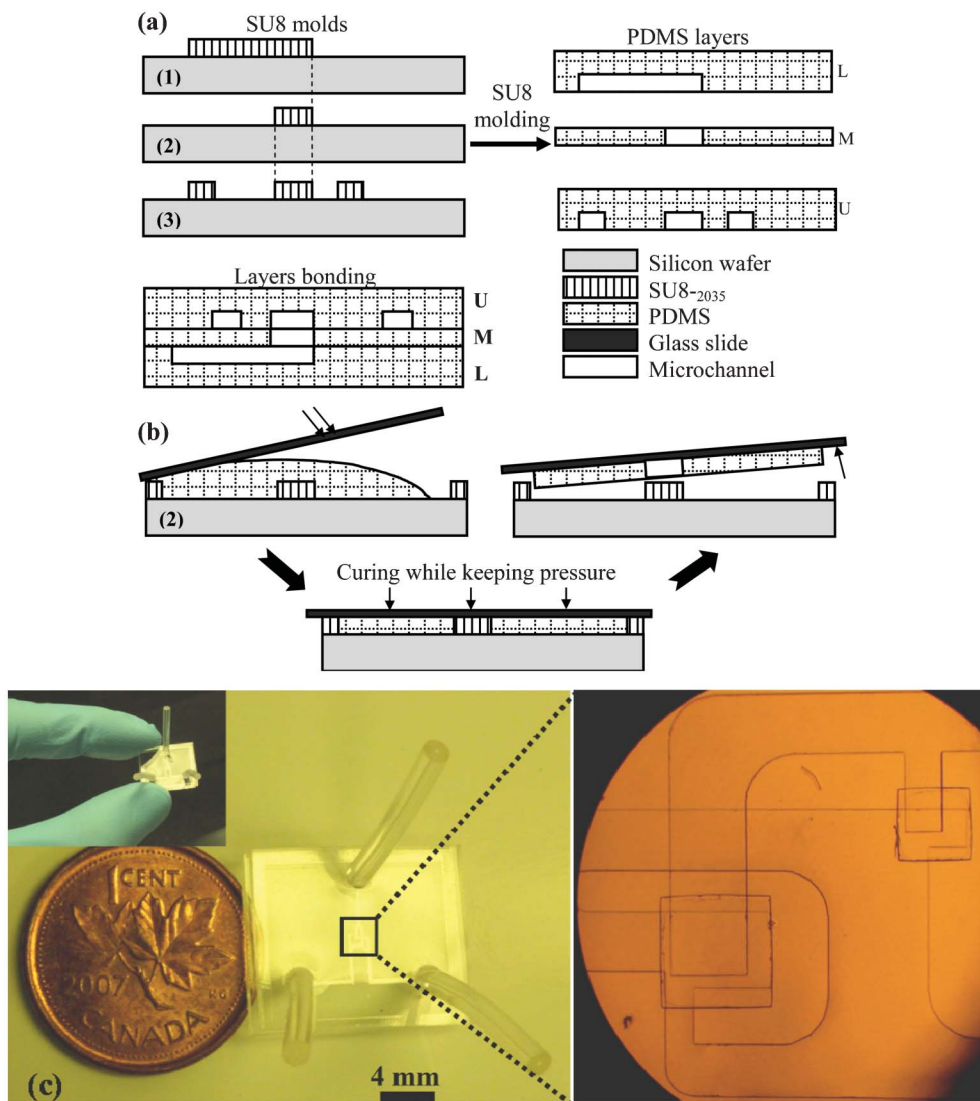 (a)
SU8 molds
(1)
(2)
(3)
SU8
molding
PDMS layers
L
M
U
Silicon wafer
SU8-2035
PDMS
Glass slide
Microchannel
Layers bonding
U
M
L
(b)
(2)
Curing while keeping pressure
1 CENT
2007
CANADA
(c)
4 mm